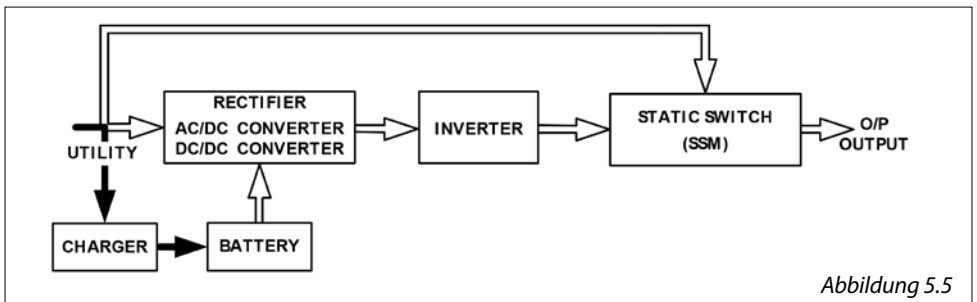 UTILITY
RECTIFIER
AC/DC CONVERTER
DC/DC CONVERTER
INVERTER
STATIC SWITCH
(SSM)
O/P
OUTPUT
CHARGER
BATTERY
Abbildung 5.5